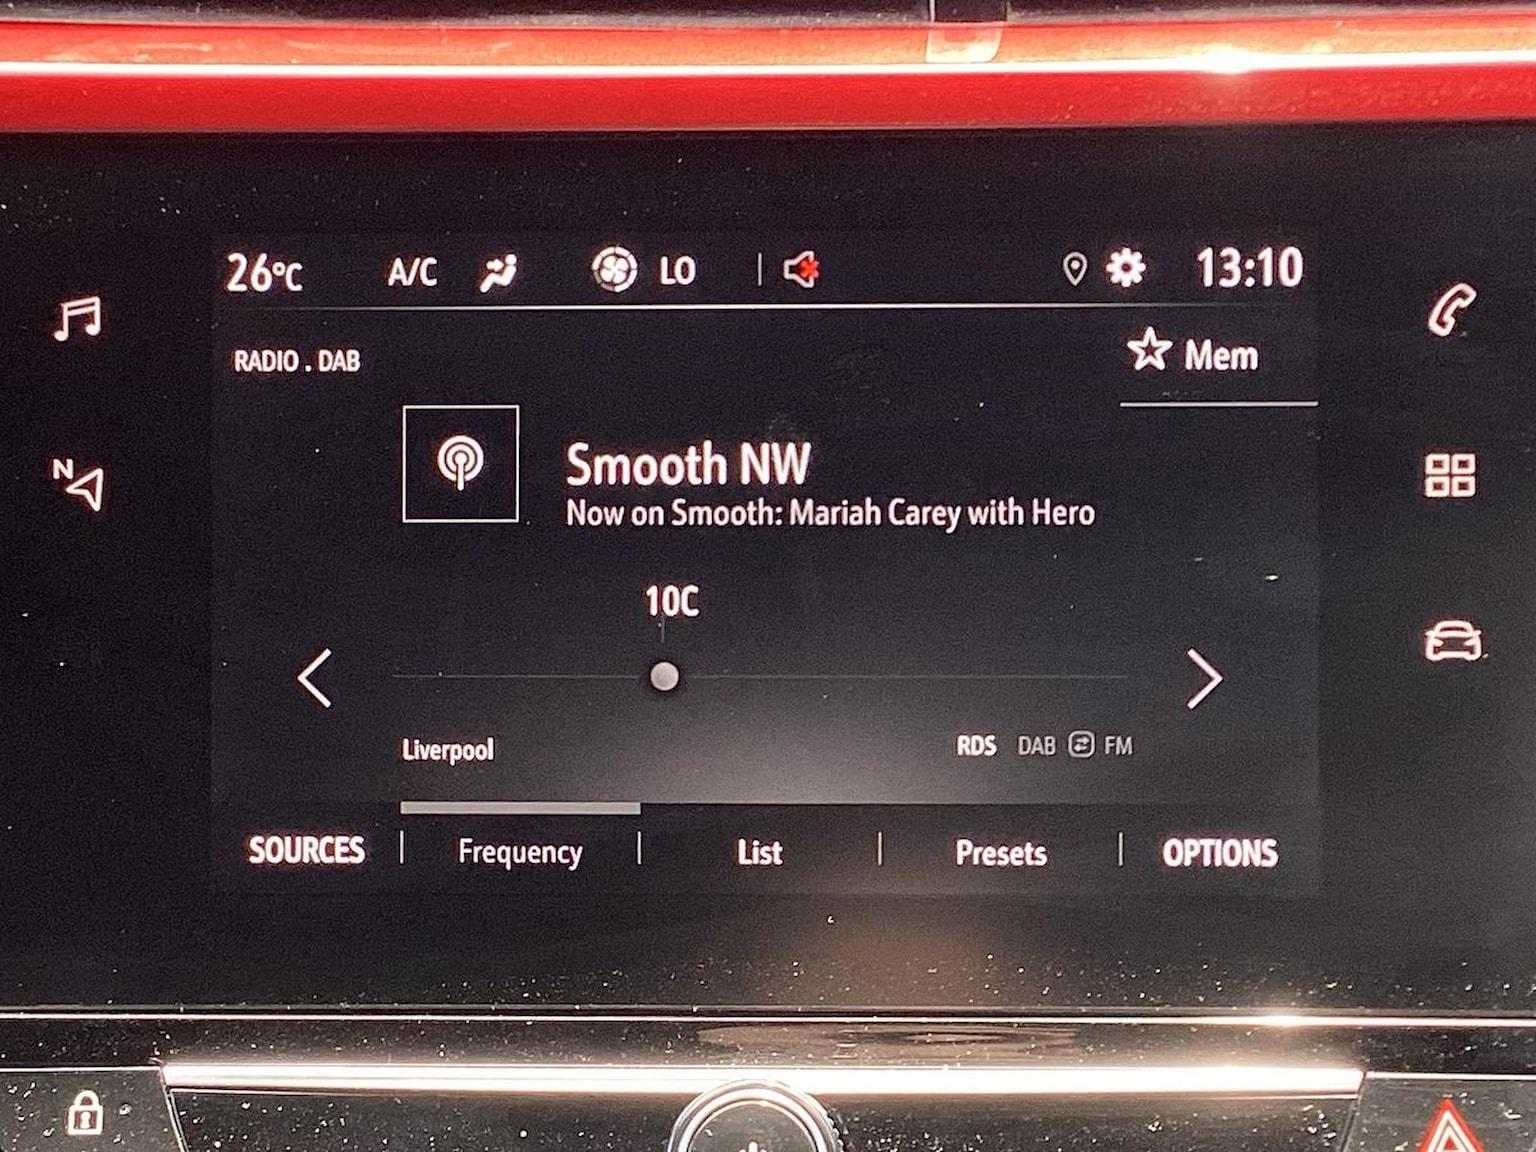 26°C A/C LO 13:10
RADIO . DAB
Mem
Smooth NW
Now on Smooth: Mariah Carey with Hero
N
10C
Liverpool
RDS DAB FM
SOURCES Frequency List Presets OPTIONS